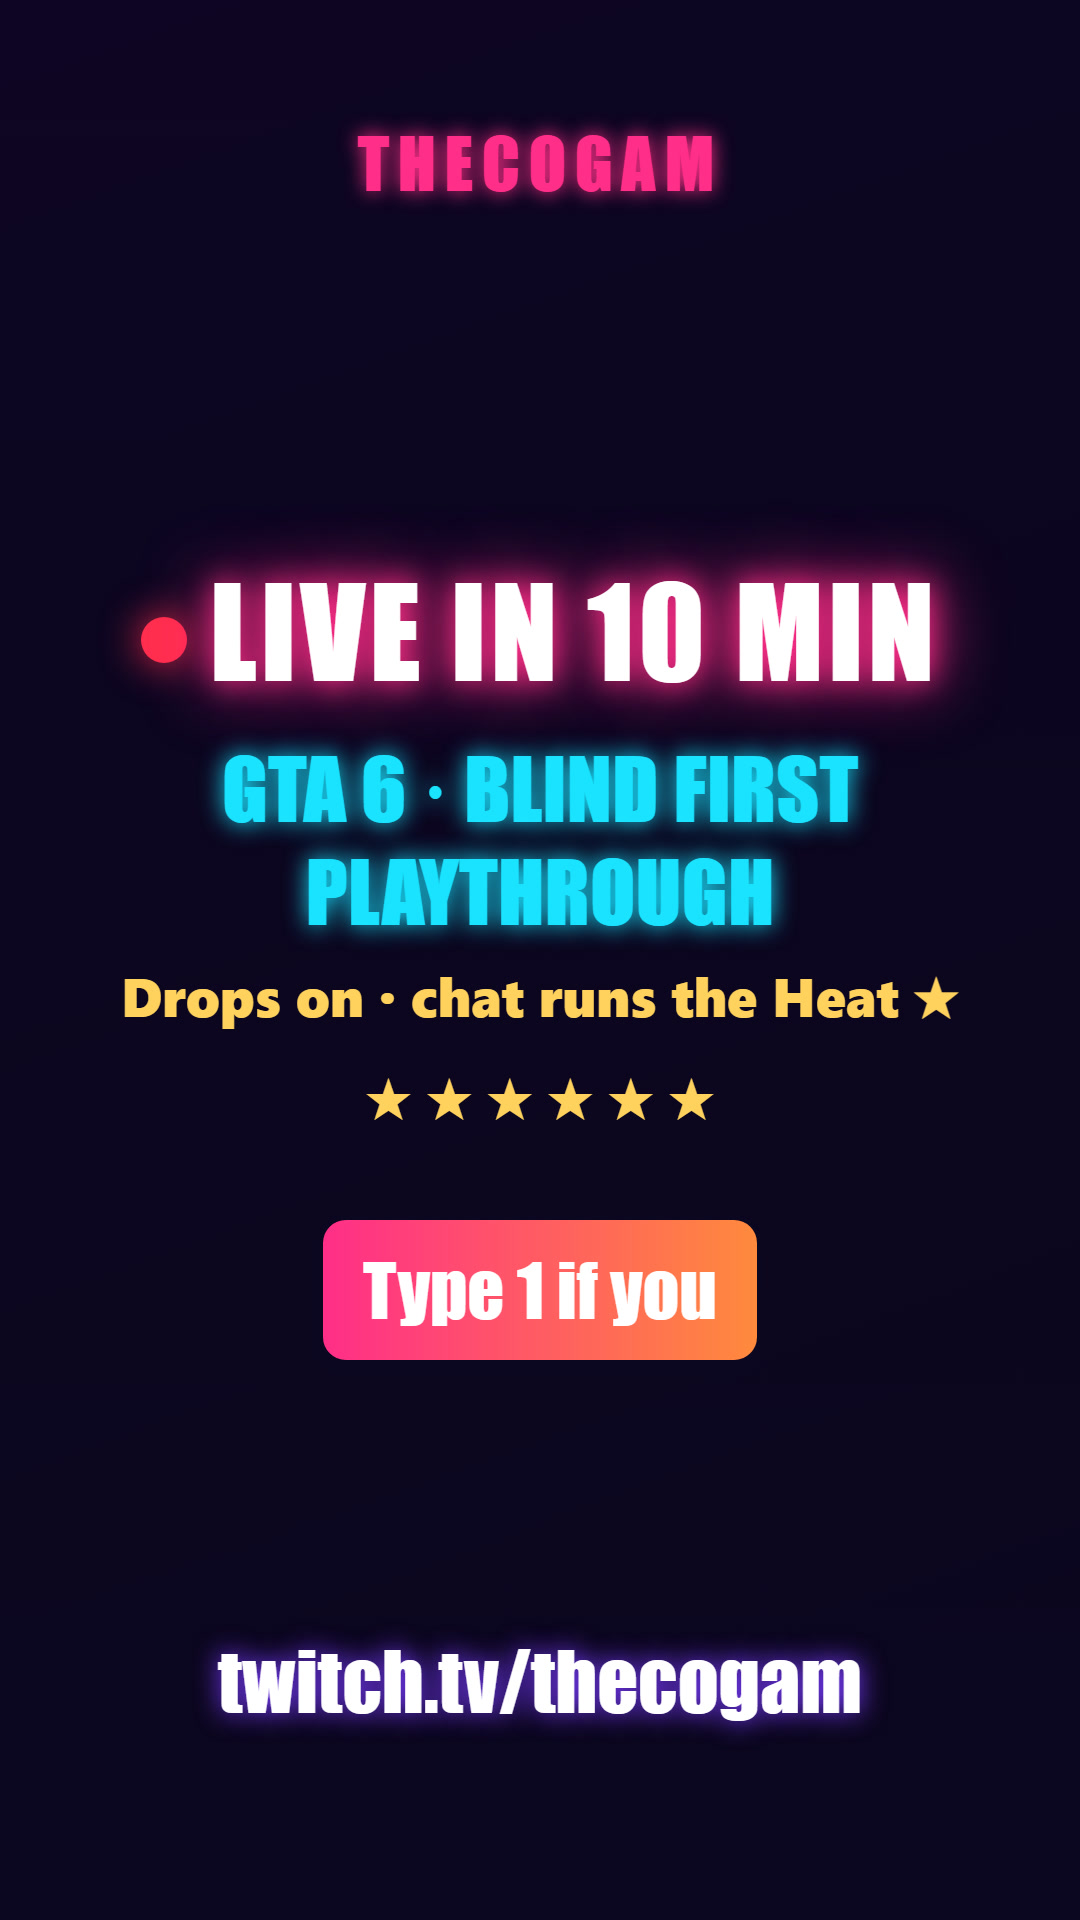 THECOGAM
LIVE IN 10 MIN
GTA 6 · BLIND FIRST
PLAYTHROUGH
Drops on · chat runs the Heat ★
★ ★ ★ ★ ★ ★
Type 1 if you
twitch.tv/thecogam